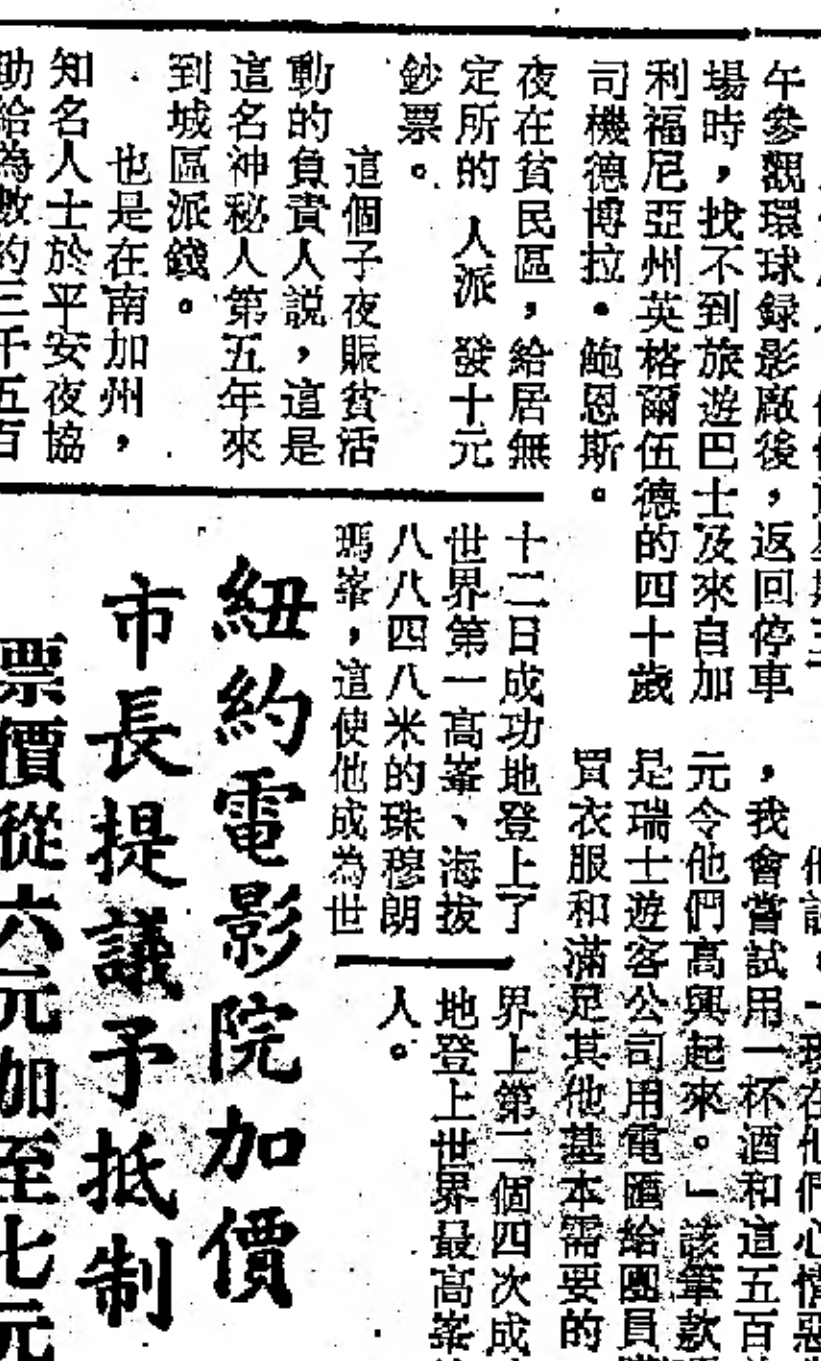 午參觀環球録影廠後，返回停車
場時，找不到旅遊巴士及來自加
利福尼亞州英格爾伍德的四十歲
司機德博拉·鮑恩斯。
夜在貧民區，給居無
定所的人派發十元
鈔票。
這個子夜賑貧活
動的負責人説，這是
這名神秘人第五年來
到城區派錢。
也是在南加州，
知名人士於平安夜協
助給為數約三千五百
，我會嘗試用一杯酒和這五百
元令他們高興起來。」該筆款
是瑞士遊客公司用電匯給團員
買衣服和滿足其他基本需要的
十二日成功地登上了
世界第一高峯、海拔
八八四八米的珠穆朗
瑪峯，這使他成為世
界上第二個四次成
地登上世界最高峯
人。
紐約電影院加價
市長提議予抵制
票價從六元加至七元